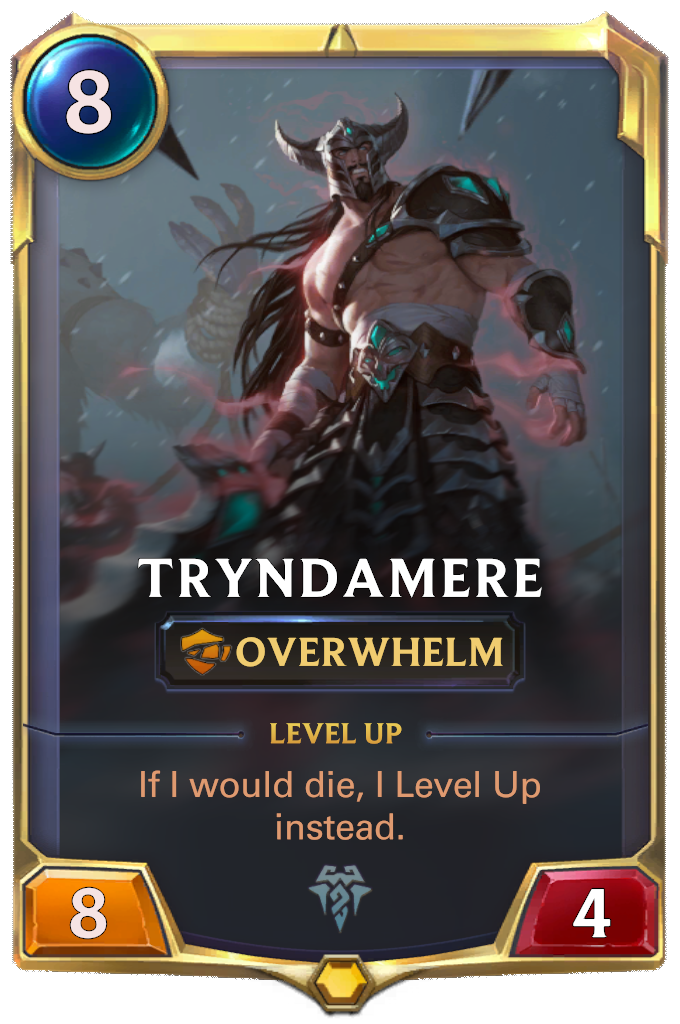 8
TRYNDAMERE
OVERWHELM
LEVEL UP
If I would die, I Level Up
instead.
8
4